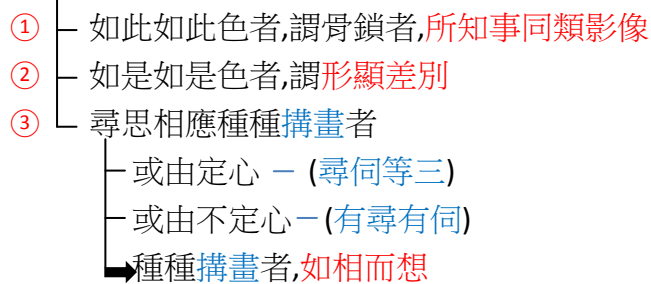 ① 如此如此色者,謂骨鎖者,所知事同類影像
② 如是如是色者,謂形顯差別
③ 尋思相應種種搆畫者
或由定心 － (尋伺等三)
或由不定心－(有尋有伺)
種種搆畫者,如相而想